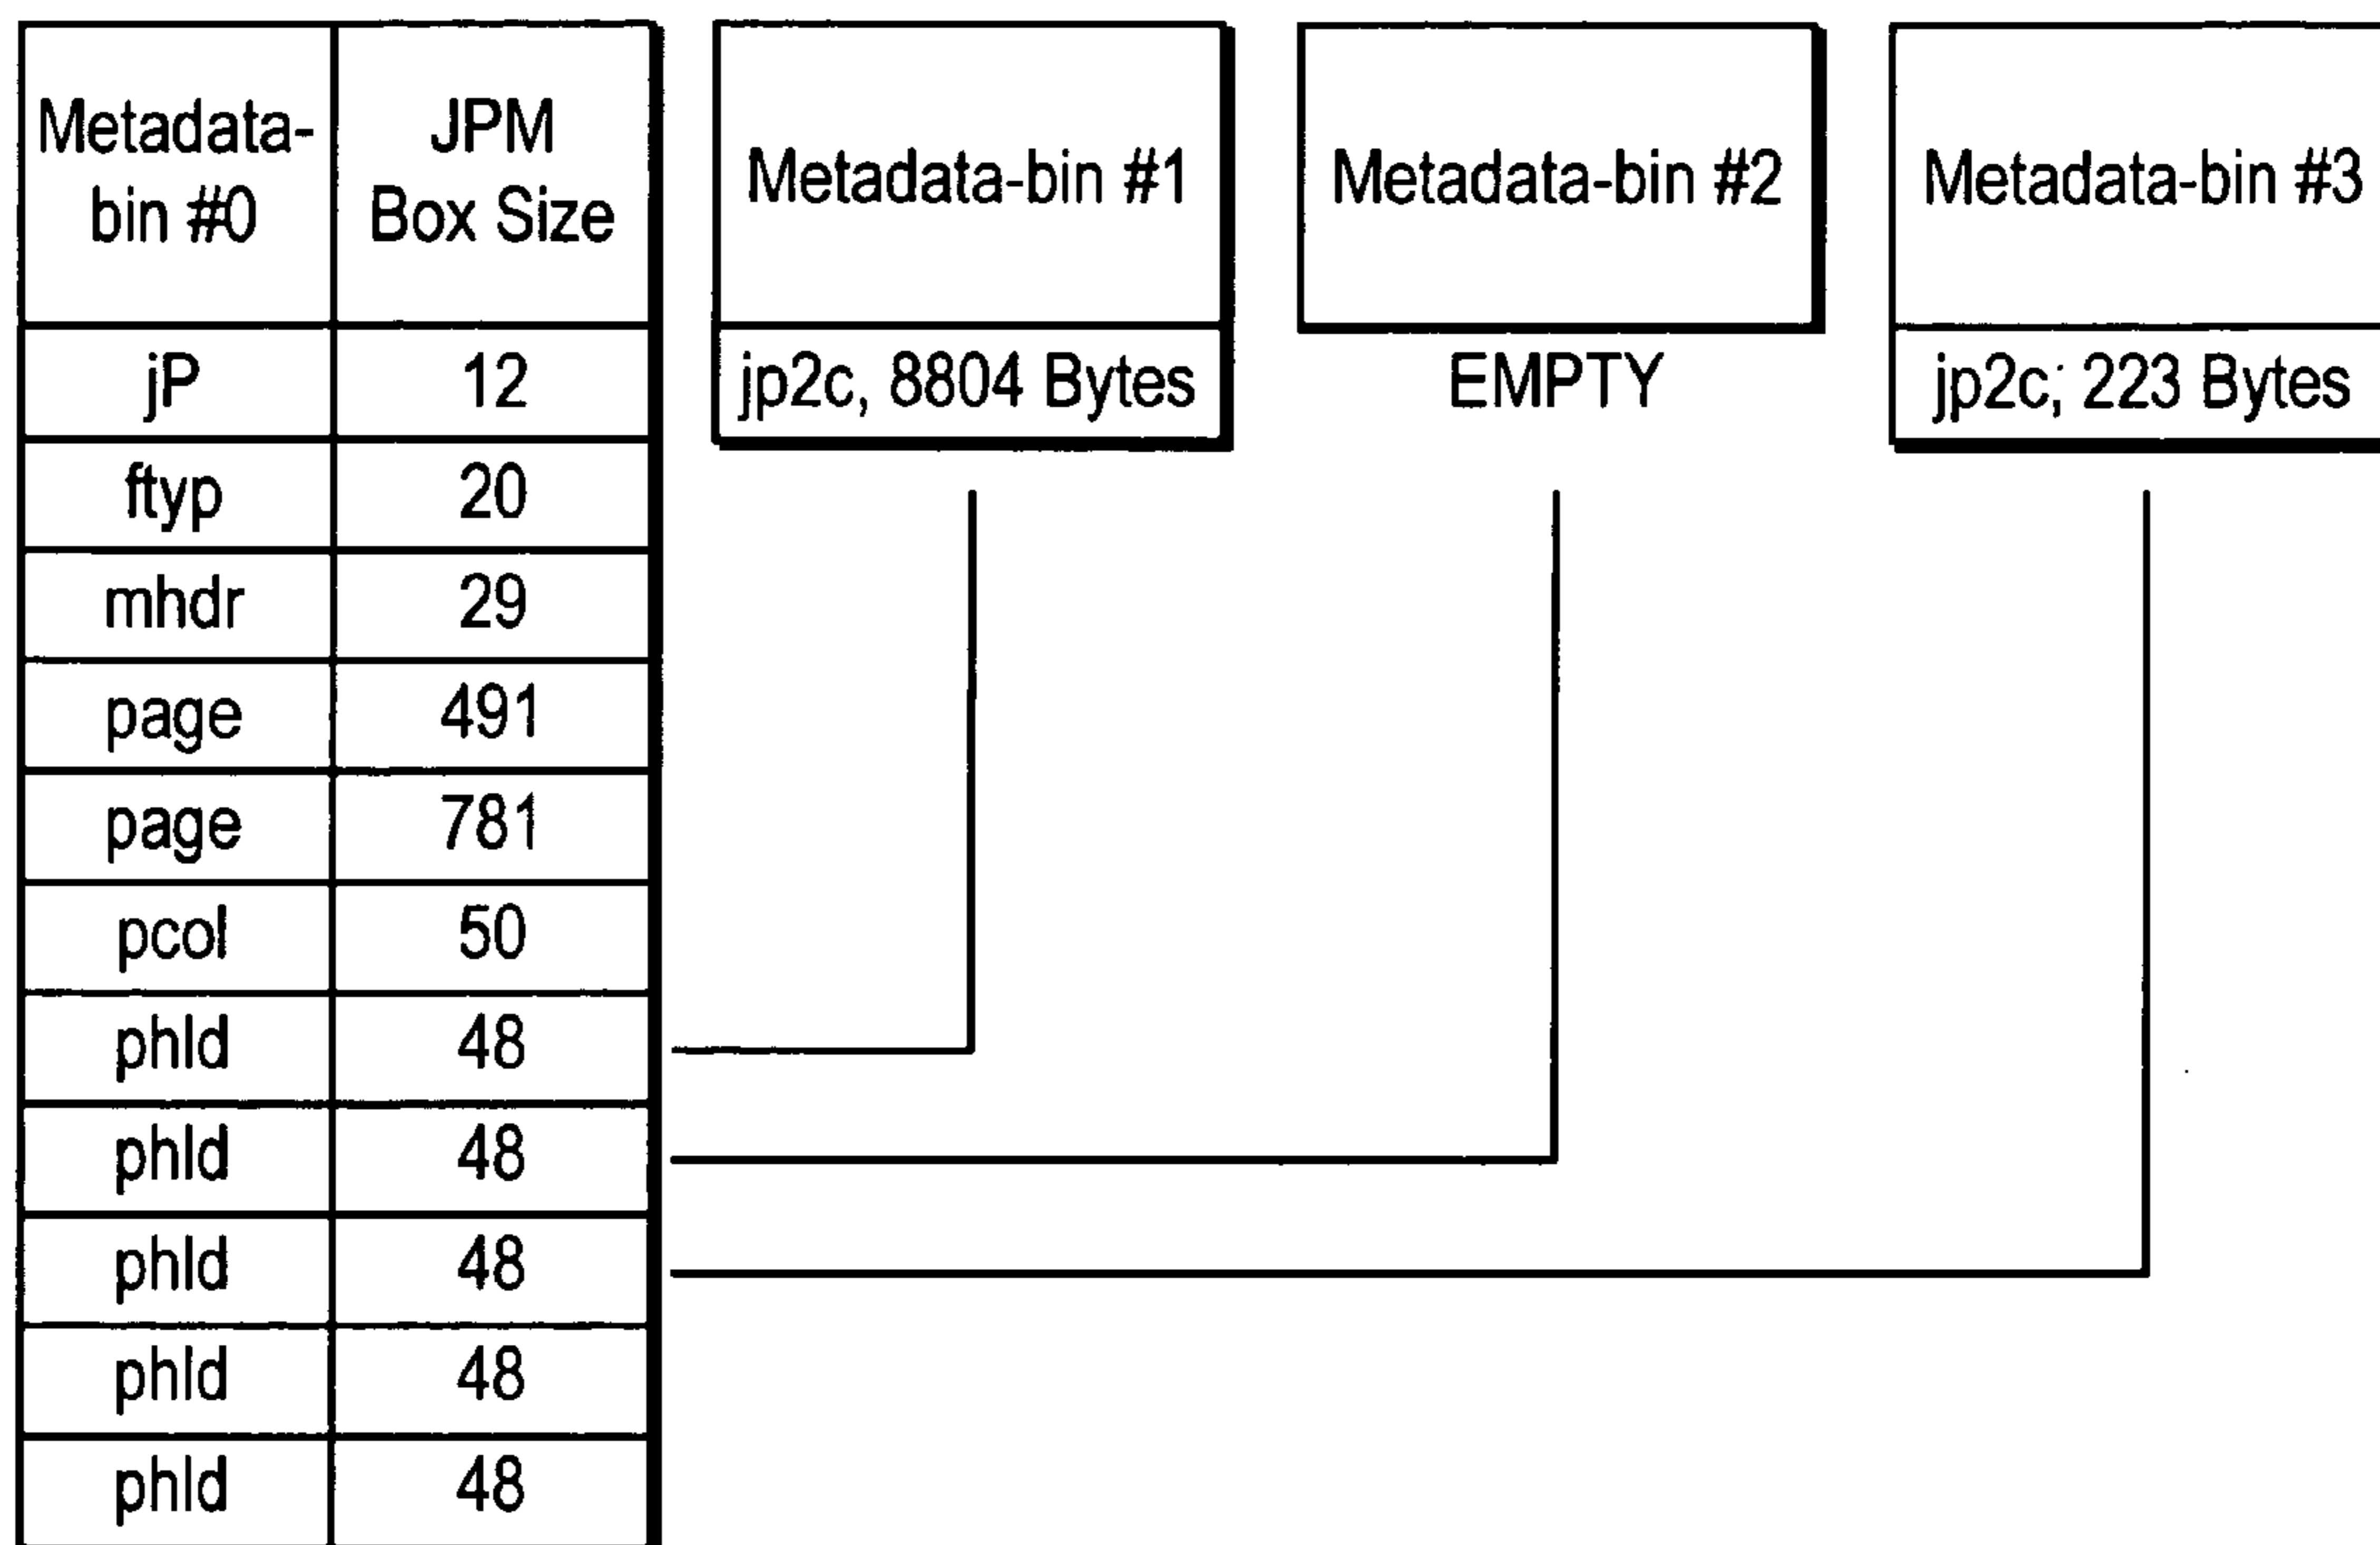 Metadata-
bin #0
JPM
Box Size
jP 12
ftyp 20
mhdr 29
page 491
page 781
pcol 50
phld 48
phld 48
phld 48
phld 48
phld 48
Metadata-bin #1
jp2c, 8804 Bytes
Metadata-bin #2
EMPTY
Metadata-bin #3
jp2c; 223 Bytes